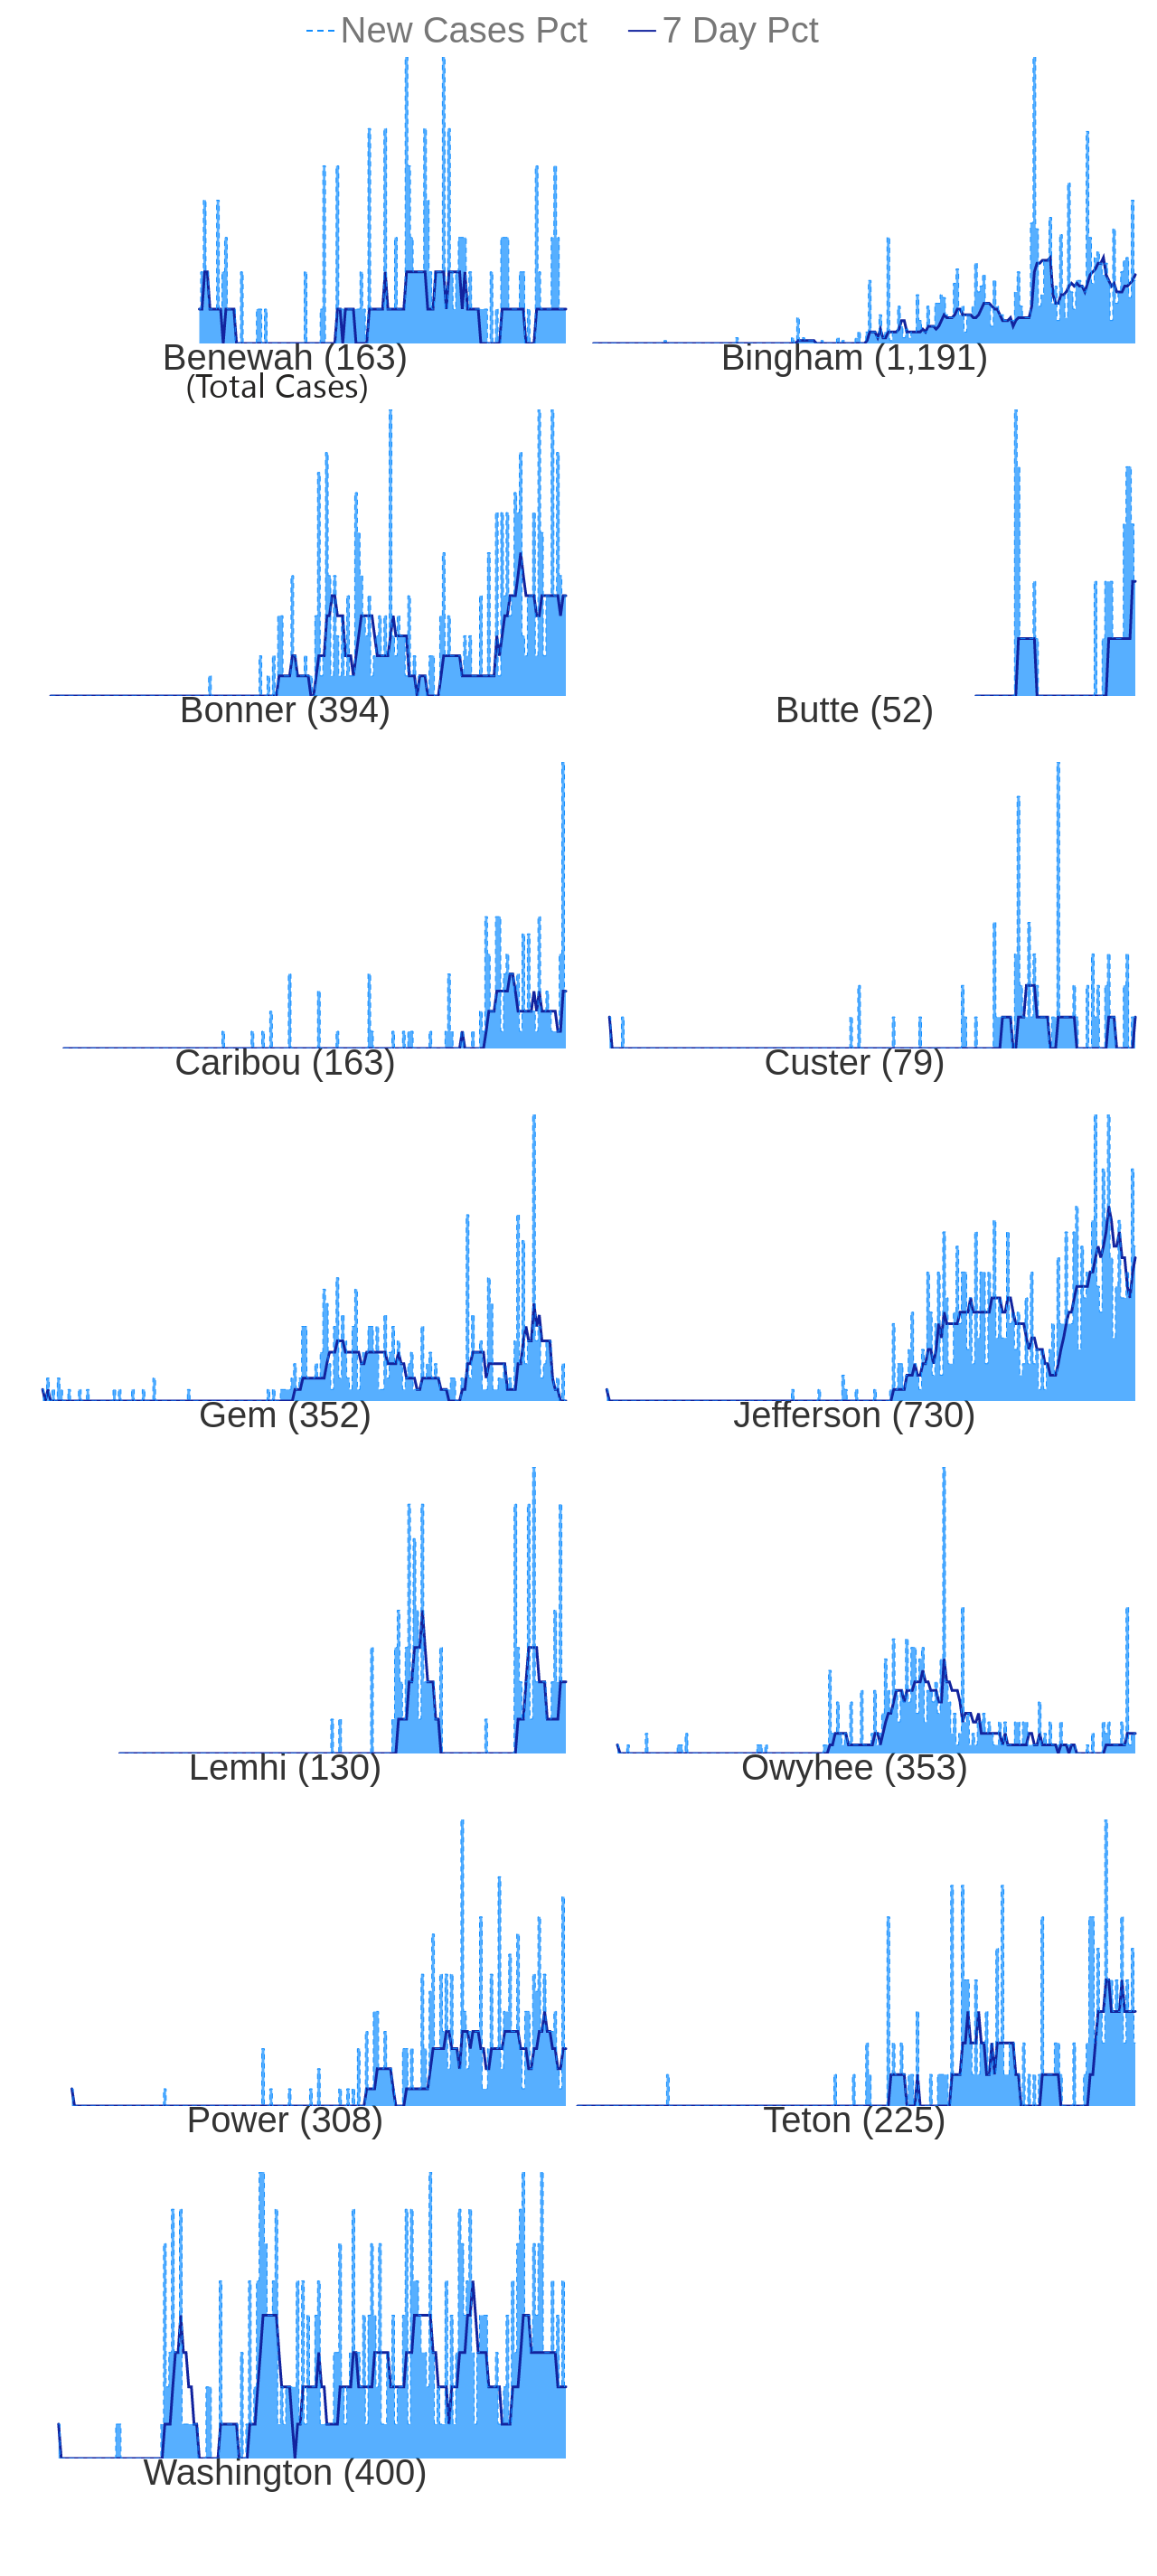 New Cases Pct 7 Day Pct
Benewah (163) Bingham (1,191)
(Total Cases)
Bonner (394) Butte (52)
Caribou (163) Custer (79)
Gem (352) Jefferson (730)
Lemhi (130) Owyhee (353)
Power (308) Teton (225)
Washington (400)